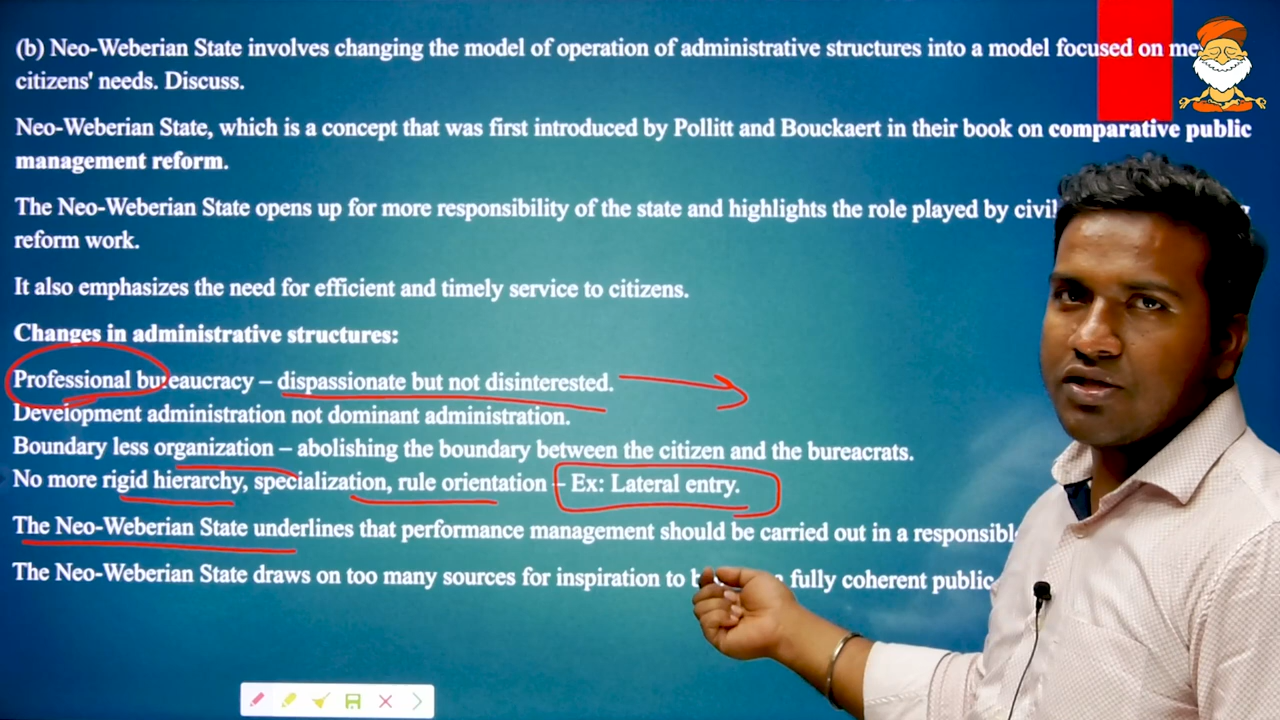 (b) Neo-Weberian State involves changing the model of operation of administrative structures into a model focused on
citizens' needs. Discuss.
Neo-Weberian State, which is a concept that was first introduced by Pollitt and Bouckaert in their book on comparative public
management reform.
The Neo-Weberian State opens up for more responsibility of the state and highlights the role played by
reform work.
It also emphasizes the need for efficient and timely service to citizens.
Changes in administrative structures:
Professional bureaucracy – dispassionate but not disinterested.
Development administration not dominant administration.
Boundary less organization – abolishing the boundary between the citizen and the bureacrats.
No more rigid hierarchy, specialization, rule orientation – Ex: Lateral entry.
The Neo-Weberian State underlines that performance management should be carried out in a
The Neo-Weberian State draws on too many sources for inspiration to fully coherent public